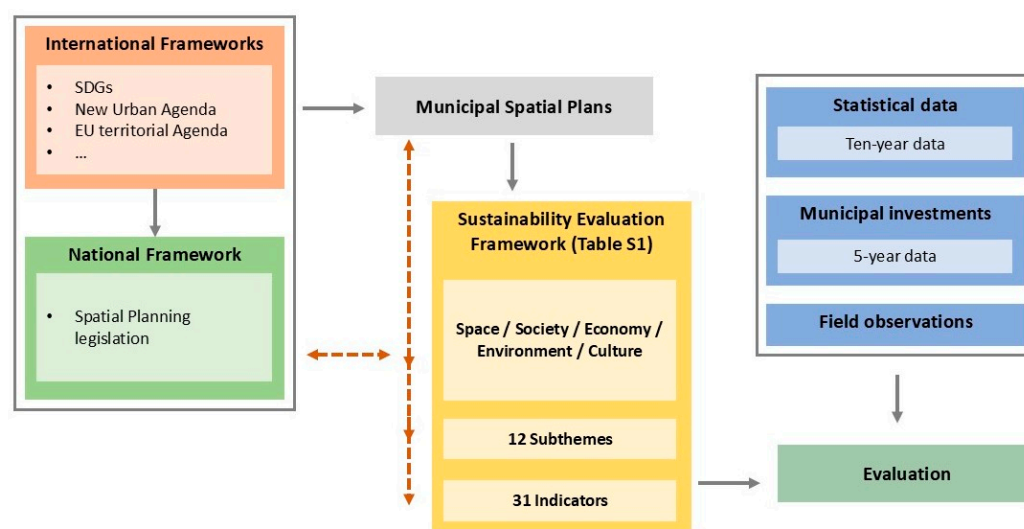 International Frameworks
• SDGs
• New Urban Agenda
• EU territorial Agenda
• ...
National Framework
• Spatial Planning
legislation
Municipal Spatial Plans
Sustainability Evaluation
Framework (Table S1)
Space / Society / Economy /
Environment / Culture
12 Subthemes
31 Indicators
Statistical data
Ten-year data
Municipal investments
5-year data
Field observations
Evaluation